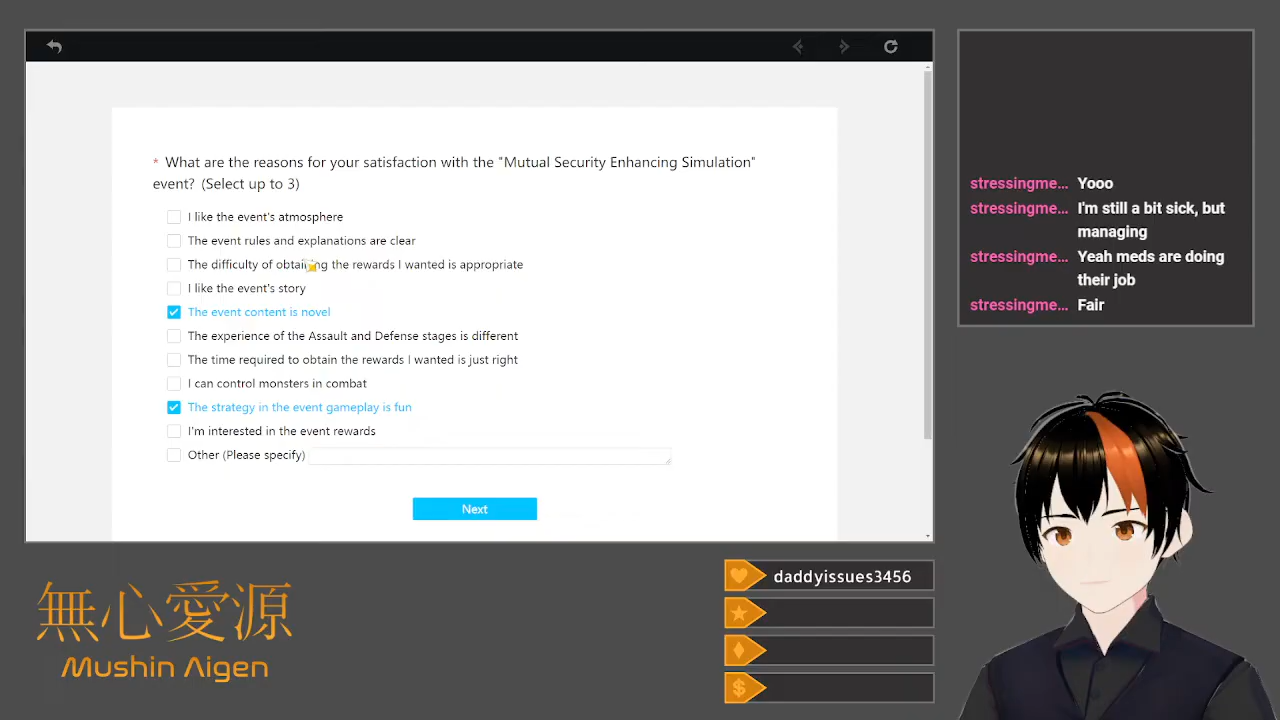 * What are the reasons for your satisfaction with the "Mutual Security Enhancing Simulation"
event? (Select up to 3)
I like the event's atmosphere
The event rules and explanations are clear
The difficulty of obtaining the rewards I wanted is appropriate
I like the event's story
The event content is novel
The experience of the Assault and Defense stages is different
The time required to obtain the rewards I wanted is just right
I can control monsters in combat
The strategy in the event gameplay is fun
I'm interested in the event rewards
Other (Please specify)
Next
stressingme... Yooo
stressingme... I'm still a bit sick, but
managing
stressingme... Yeah meds are doing
their job
stressingme... Fair
無心愛源
Mushin Aigen
daddyissues3456